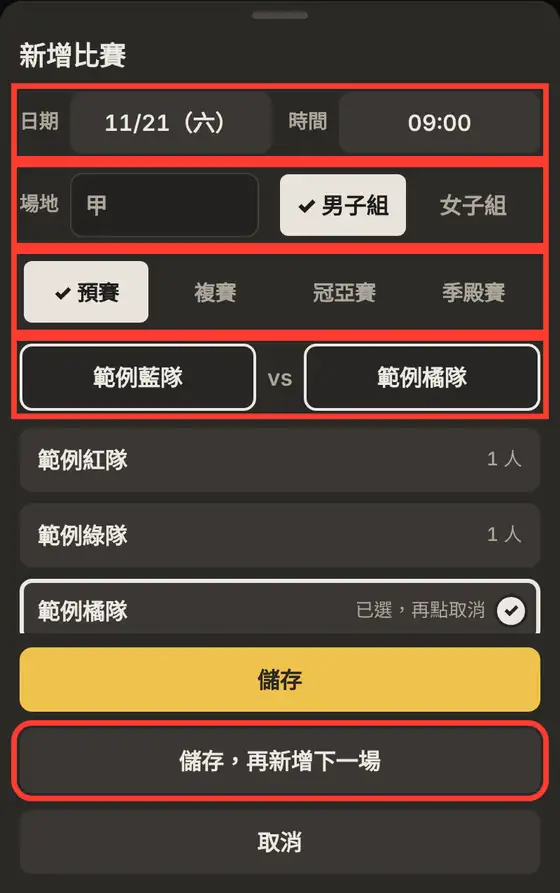 新增比賽
日期 11/21（六） 時間 09:00
場地 甲 男子組 女子組
預賽 複賽 冠亞賽 季殿賽
範例藍隊 vs 範例橘隊
範例紅隊 1 人
範例綠隊 1 人
範例橘隊 已選，再點取消
儲存
儲存，再新增下一場
取消